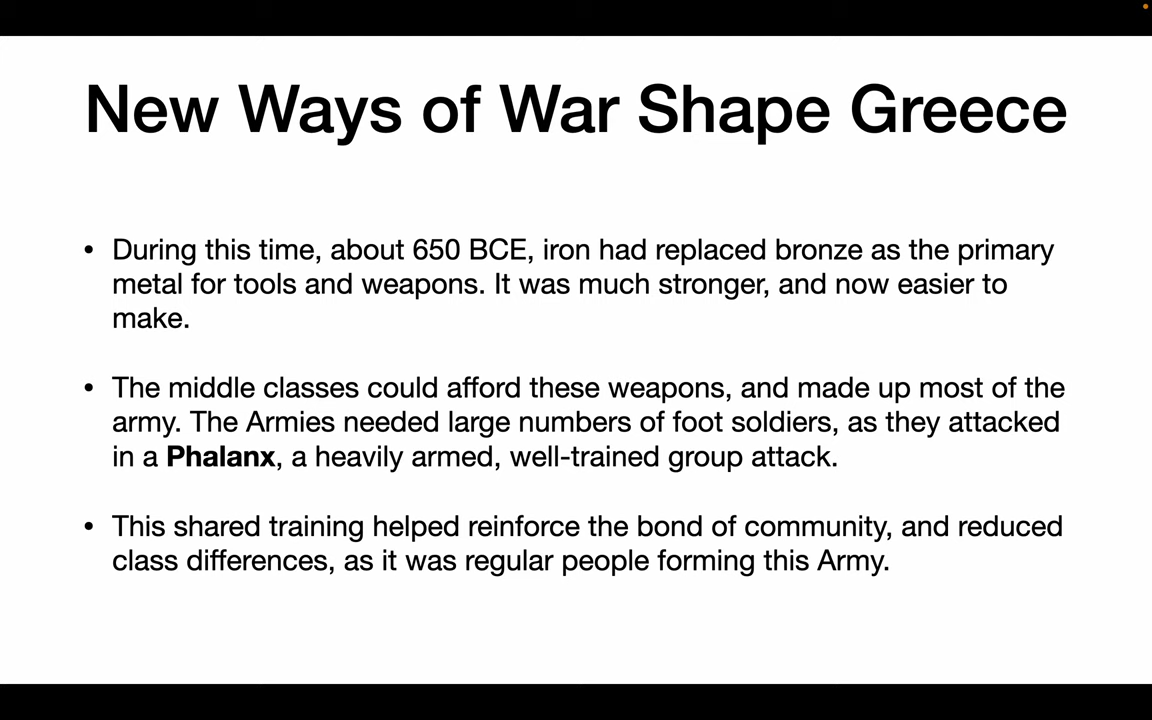 New Ways of War Shape Greece
• During this time, about 650 BCE, iron had replaced bronze as the primary
metal for tools and weapons. It was much stronger, and now easier to
make.
• The middle classes could afford these weapons, and made up most of the
army. The Armies needed large numbers of foot soldiers, as they attacked
in a Phalanx, a heavily armed, well-trained group attack.
• This shared training helped reinforce the bond of community, and reduced
class differences, as it was regular people forming this Army.